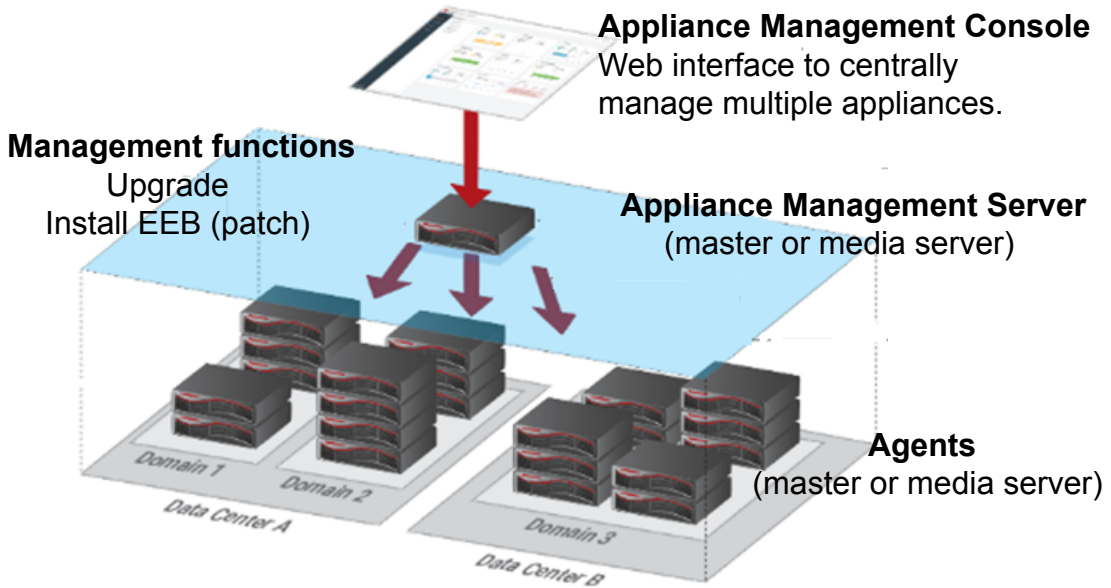 Appliance Management Console
Web interface to centrally
manage multiple appliances.
Management functions
Upgrade
Install EEB (patch)
Appliance Management Server
(master or media server)
Agents
(master or media server)
Domain 1
Domain 2
Data Center A
Domain 3
Data Center B